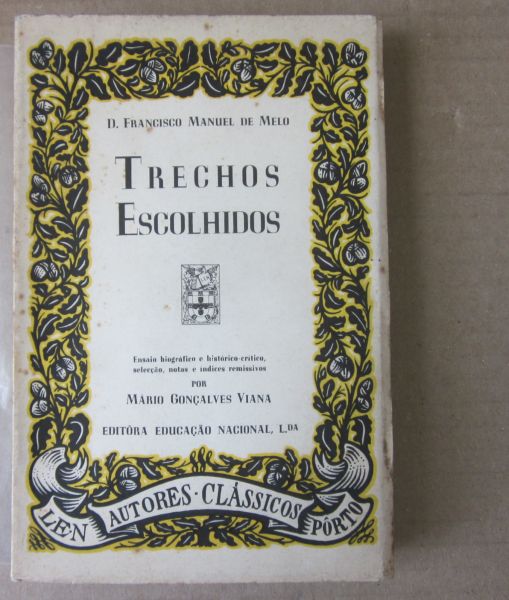 D. FRANCISCO MANUEL DE MELO
TRECHOS
ESCOLHIDOS
Ensaio biográfico e histórico-crítico,
selecção, notas e índices remissivos
POR
MÁRIO GONÇALVES VIANA
EDITÔRA EDUCAÇÃO NACIONAL, L.DA
LEN AUTORES · CLÁSSICOS PÔRTO